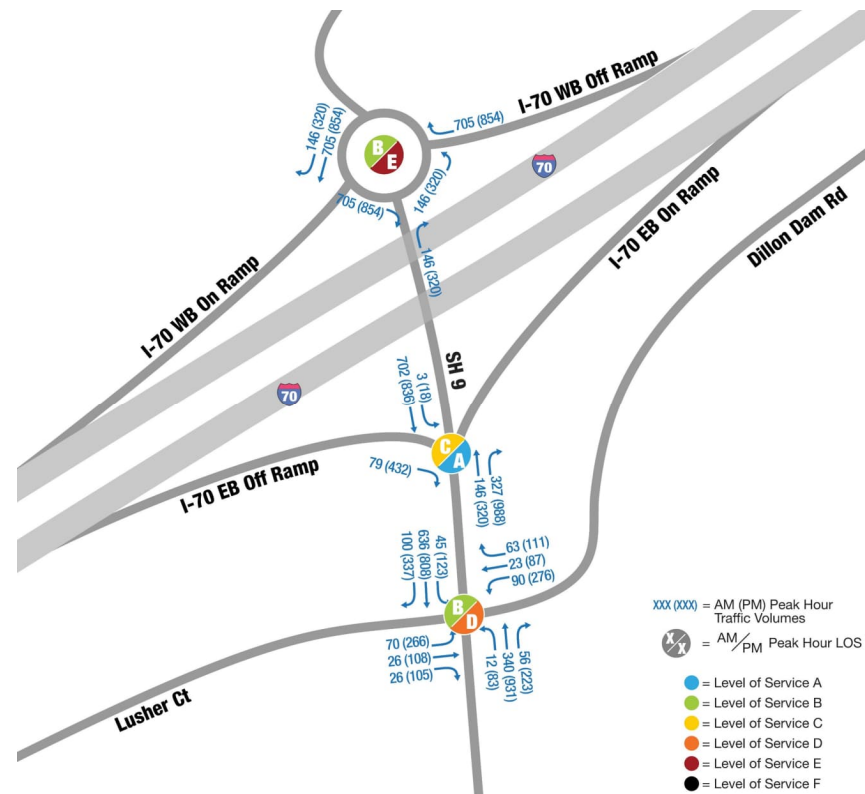 I-70 WB Off Ramp
705 (854)
146 (320)
705 (854)
B
E
70
146 (320)
705 (854)
146 (320)
I-70 EB On Ramp
Dillon Dam Rd
I-70 WB On Ramp
SH 9
70
702 (836)
3 (18)
C
A
79 (432)
I-70 EB Off Ramp
146 (320)
327 (988)
100 (337)
636 (808)
45 (123)
63 (111)
23 (87)
90 (276)
B
D
70 (266)
26 (108)
26 (105)
12 (83)
340 (931)
56 (223)
Lusher Ct
XXX (XXX) = AM (PM) Peak Hour
Traffic Volumes
X
X
= AM/PM Peak Hour LOS
= Level of Service A
= Level of Service B
= Level of Service C
= Level of Service D
= Level of Service E
= Level of Service F